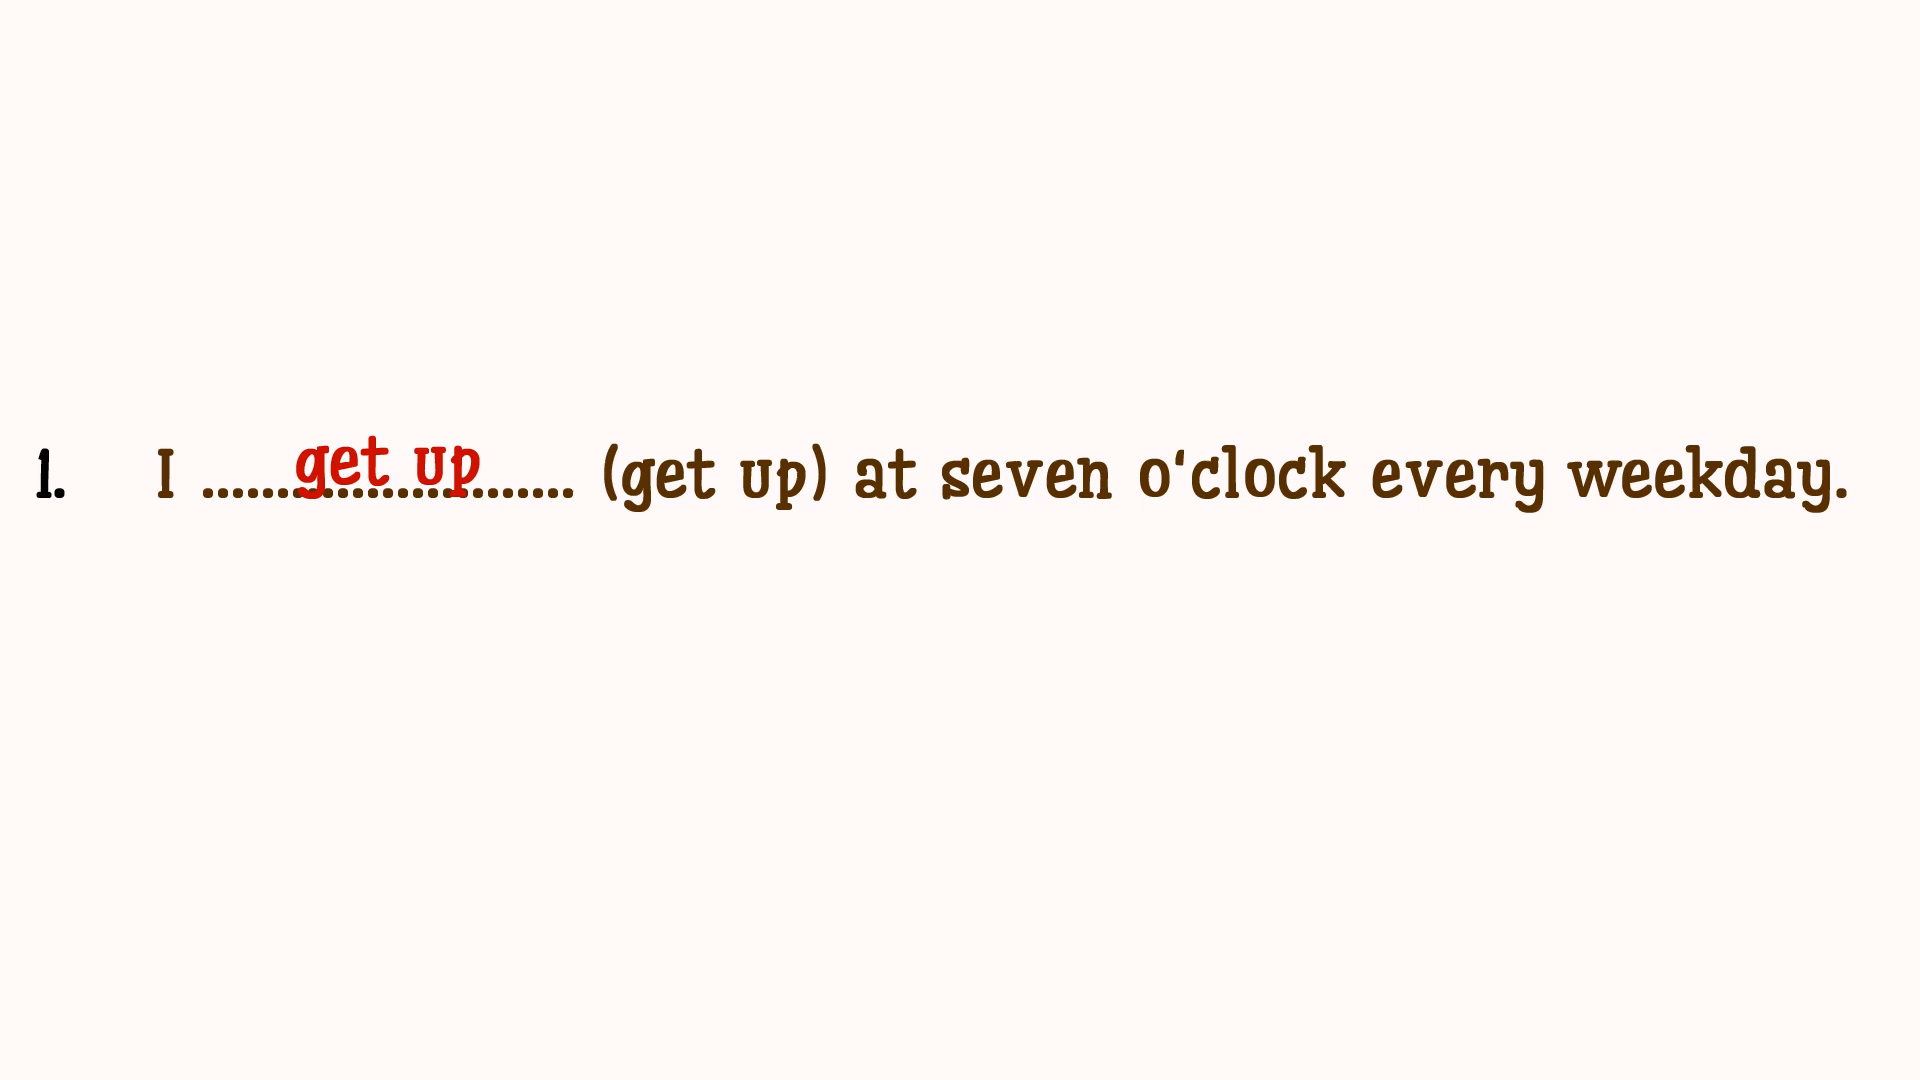 1. I ......get up...... (get up) at seven o‘clock every weekday.